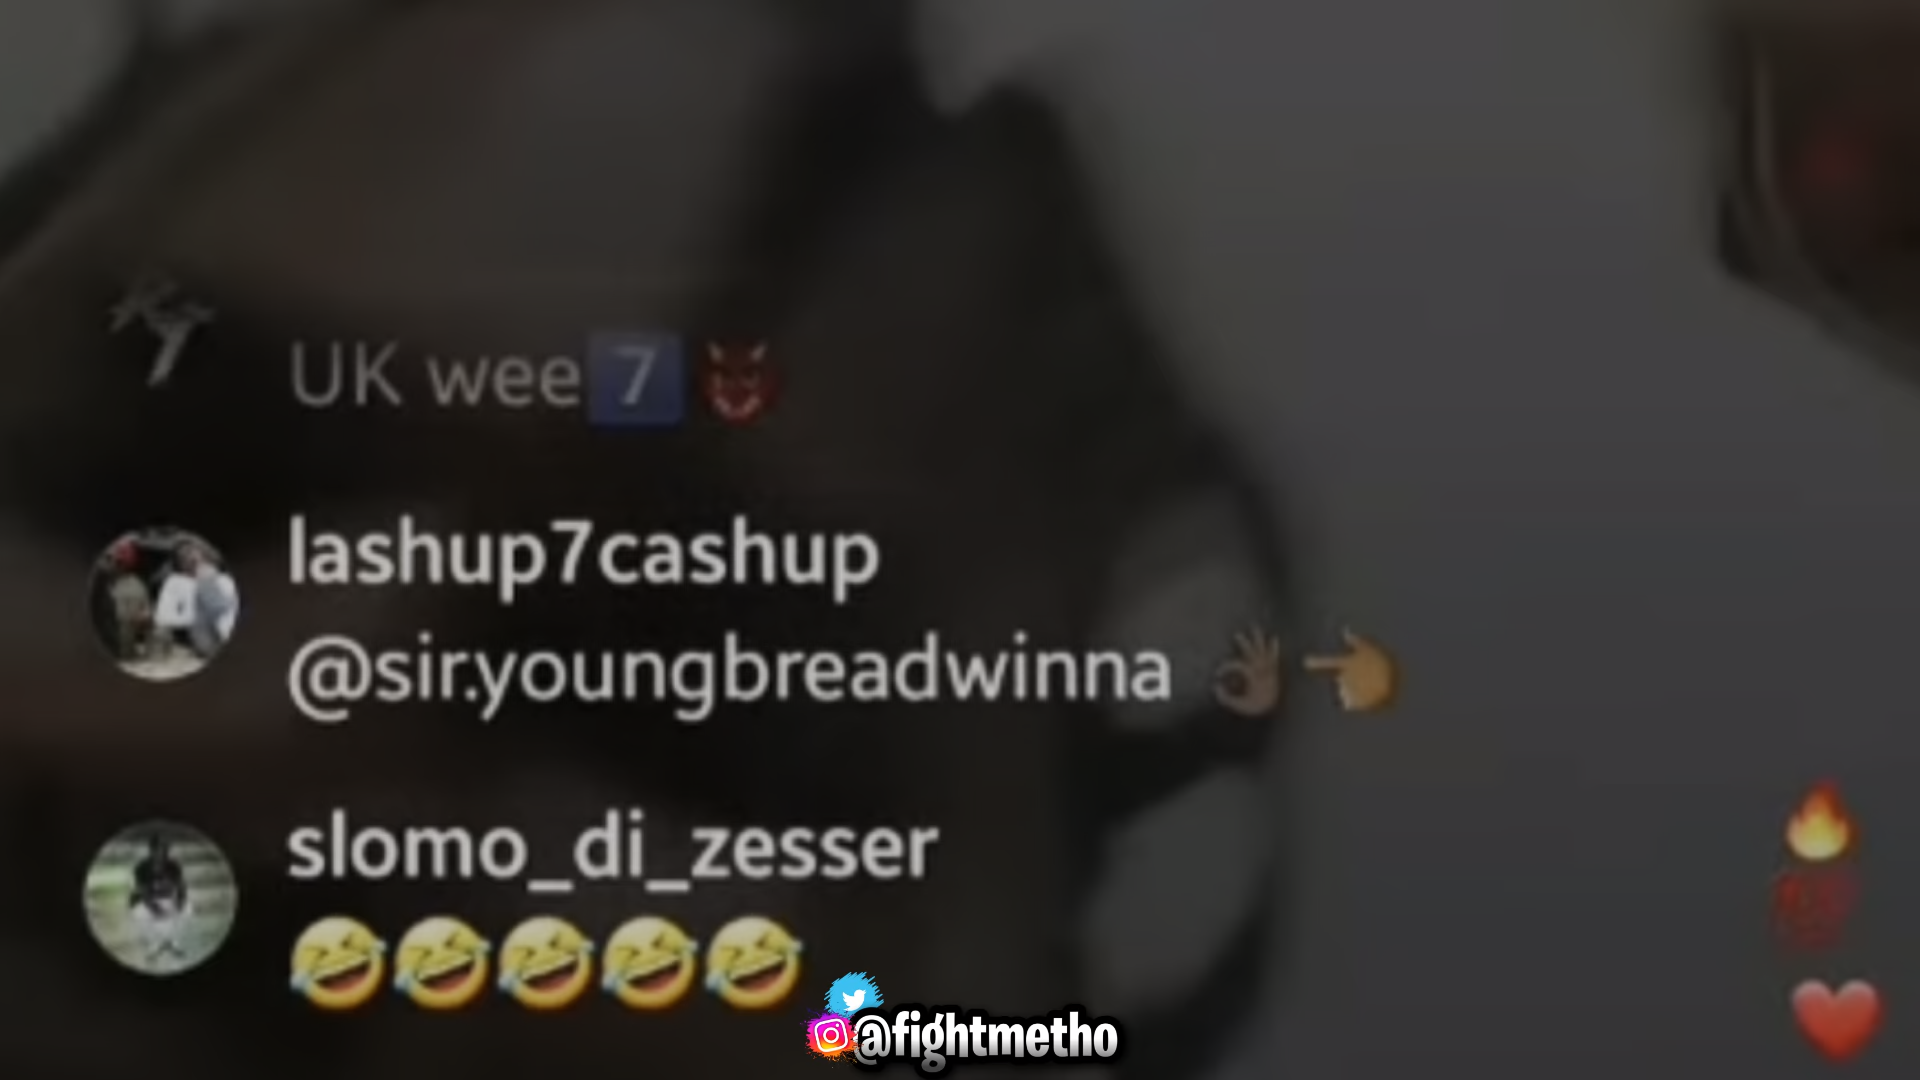 UK wee7️⃣👹
lashup7cashup
@sir.youngbreadwinna 👌🏾👈🏾
slomo_di_zesser
🤣🤣🤣🤣🤣
🔥
💯
❤️
@fightmetho